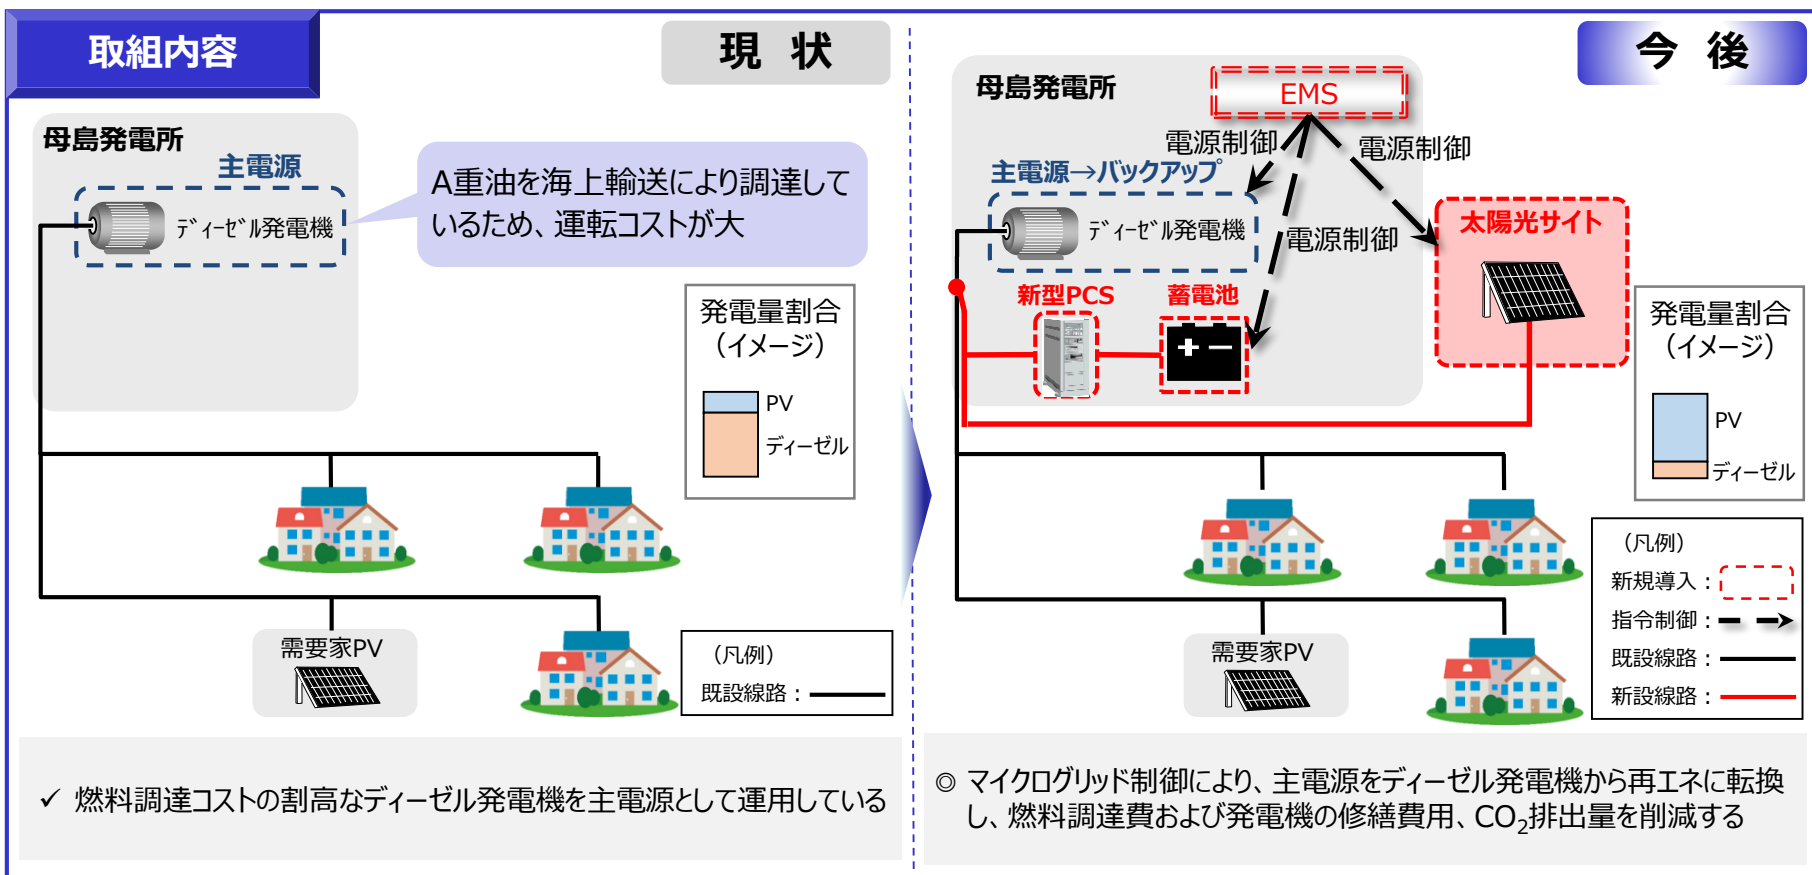 取組内容
現 状
母島発電所
主電源
ディーゼル発電機
A重油を海上輸送により調達して
いるため、運転コストが大
発電量割合
（イメージ）
PV
ディーゼル
需要家PV
（凡例）
既設線路：
✓ 燃料調達コストの割高なディーゼル発電機を主電源として運用している
今 後
母島発電所
EMS
電源制御
電源制御
主電源→バックアップ
ディーゼル発電機
電源制御
太陽光サイト
新型PCS
蓄電池
発電量割合
（イメージ）
PV
ディーゼル
需要家PV
（凡例）
新規導入：
指令制御：
既設線路：
新設線路：
◎ マイクログリッド制御により、主電源をディーゼル発電機から再エネに転換
し、燃料調達費および発電機の修繕費用、CO₂排出量を削減する